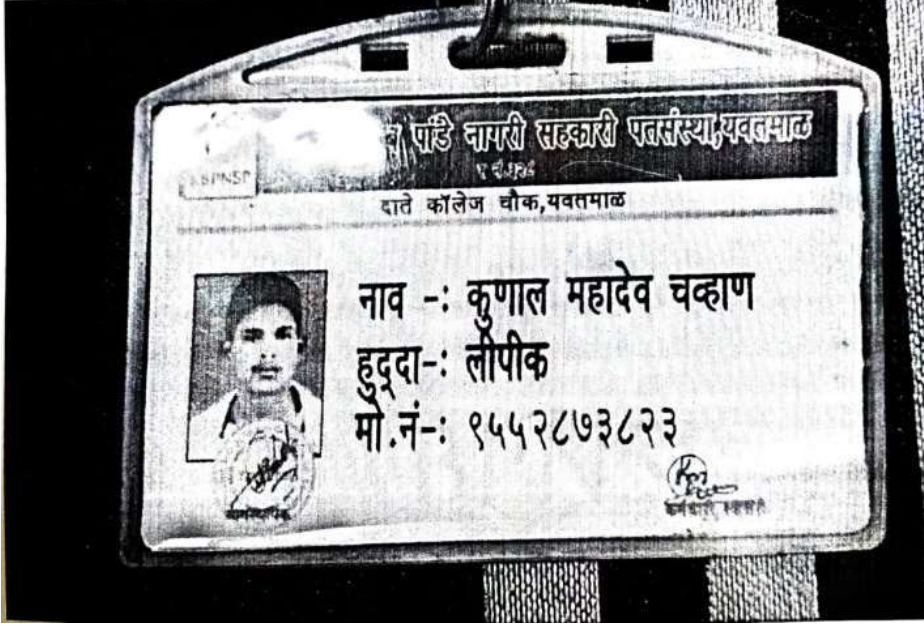 पांडे नागरी सहकारी पतसंस्था,यवतमाळ
दाते कॉलेज चौक,यवतमाळ
नाव -: कुणाल महादेव चव्हाण
हुद्दा-: लीपीक
मो.नं-: ९५५२८७३८२३